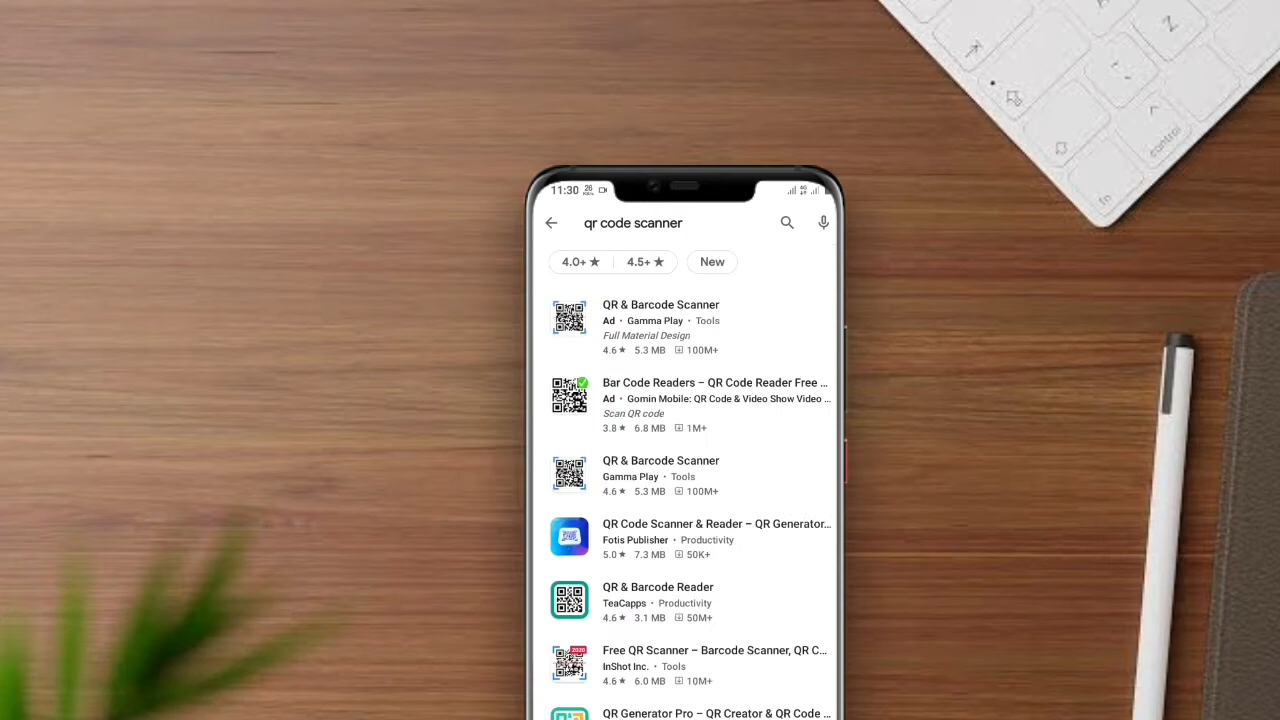 Z
control
fn
11:30 26 4G
qr code scanner
4.0+ ★ 4.5+ ★ New
QR & Barcode Scanner
Ad • Gamma Play • Tools
Full Material Design
4.6 ★ 5.3 MB 100M+
Bar Code Readers – QR Code Reader Free ...
Ad • Gomin Mobile: QR Code & Video Show Video ...
Scan QR code
3.8 ★ 6.8 MB 1M+
QR & Barcode Scanner
Gamma Play • Tools
4.6 ★ 5.3 MB 100M+
QR Code Scanner & Reader – QR Generator...
Fotis Publisher • Productivity
5.0 ★ 7.3 MB 50K+
QR & Barcode Reader
TeaCapps • Productivity
4.6 ★ 3.1 MB 50M+
2020
Free QR Scanner – Barcode Scanner, QR C...
InShot Inc. • Tools
4.6 ★ 6.0 MB 10M+
QR Generator Pro – QR Creator & QR Code ...